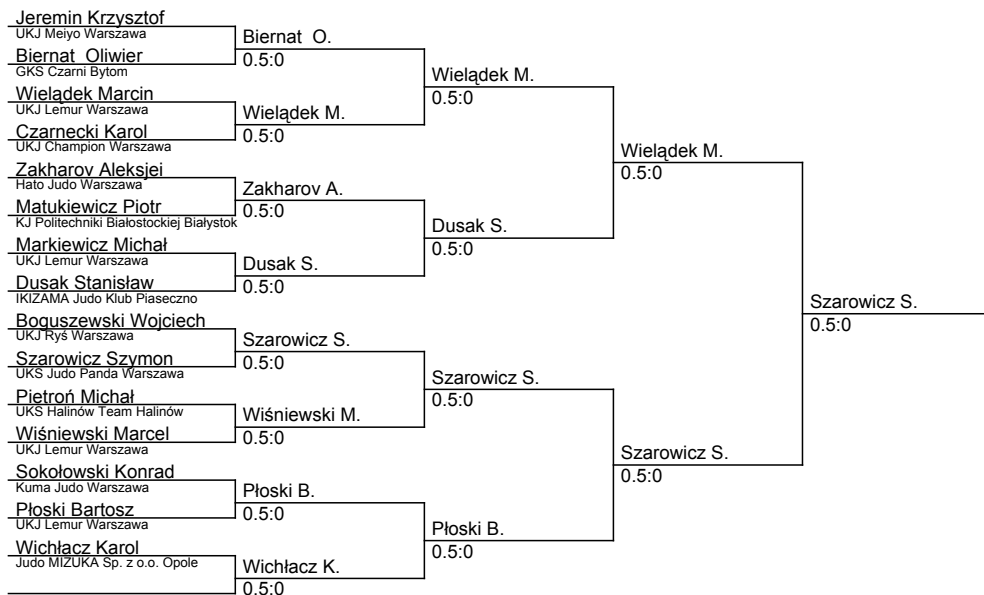 Jeremin Krzysztof
UKJ Meiyo Warszawa
Biernat  Oliwier
GKS Czarni Bytom
Wielądek Marcin
UKJ Lemur Warszawa
Czarnecki Karol
UKJ Champion Warszawa
Zakharov Aleksjei
Hato Judo Warszawa
Matukiewicz Piotr
KJ Politechniki Białostockiej Białystok
Markiewicz Michał
UKJ Lemur Warszawa
Dusak Stanisław
IKIZAMA Judo Klub Piaseczno
Boguszewski Wojciech
UKJ Ryś Warszawa
Szarowicz Szymon
UKS Judo Panda Warszawa
Pietroń Michał
UKS Halinów Team Halinów
Wiśniewski Marcel
UKJ Lemur Warszawa
Sokołowski Konrad
Kuma Judo Warszawa
Płoski Bartosz
UKJ Lemur Warszawa
Wichłacz Karol
Judo MIZUKA Sp. z o.o. Opole
Biernat  O.
0.5:0
Wielądek M.
0.5:0
Zakharov A.
0.5:0
Dusak S.
0.5:0
Szarowicz S.
0.5:0
Wiśniewski M.
0.5:0
Płoski B.
0.5:0
Wichłacz K.
0.5:0
Wielądek M.
0.5:0
Dusak S.
0.5:0
Szarowicz S.
0.5:0
Płoski B.
0.5:0
Wielądek M.
0.5:0
Szarowicz S.
0.5:0
Szarowicz S.
0.5:0